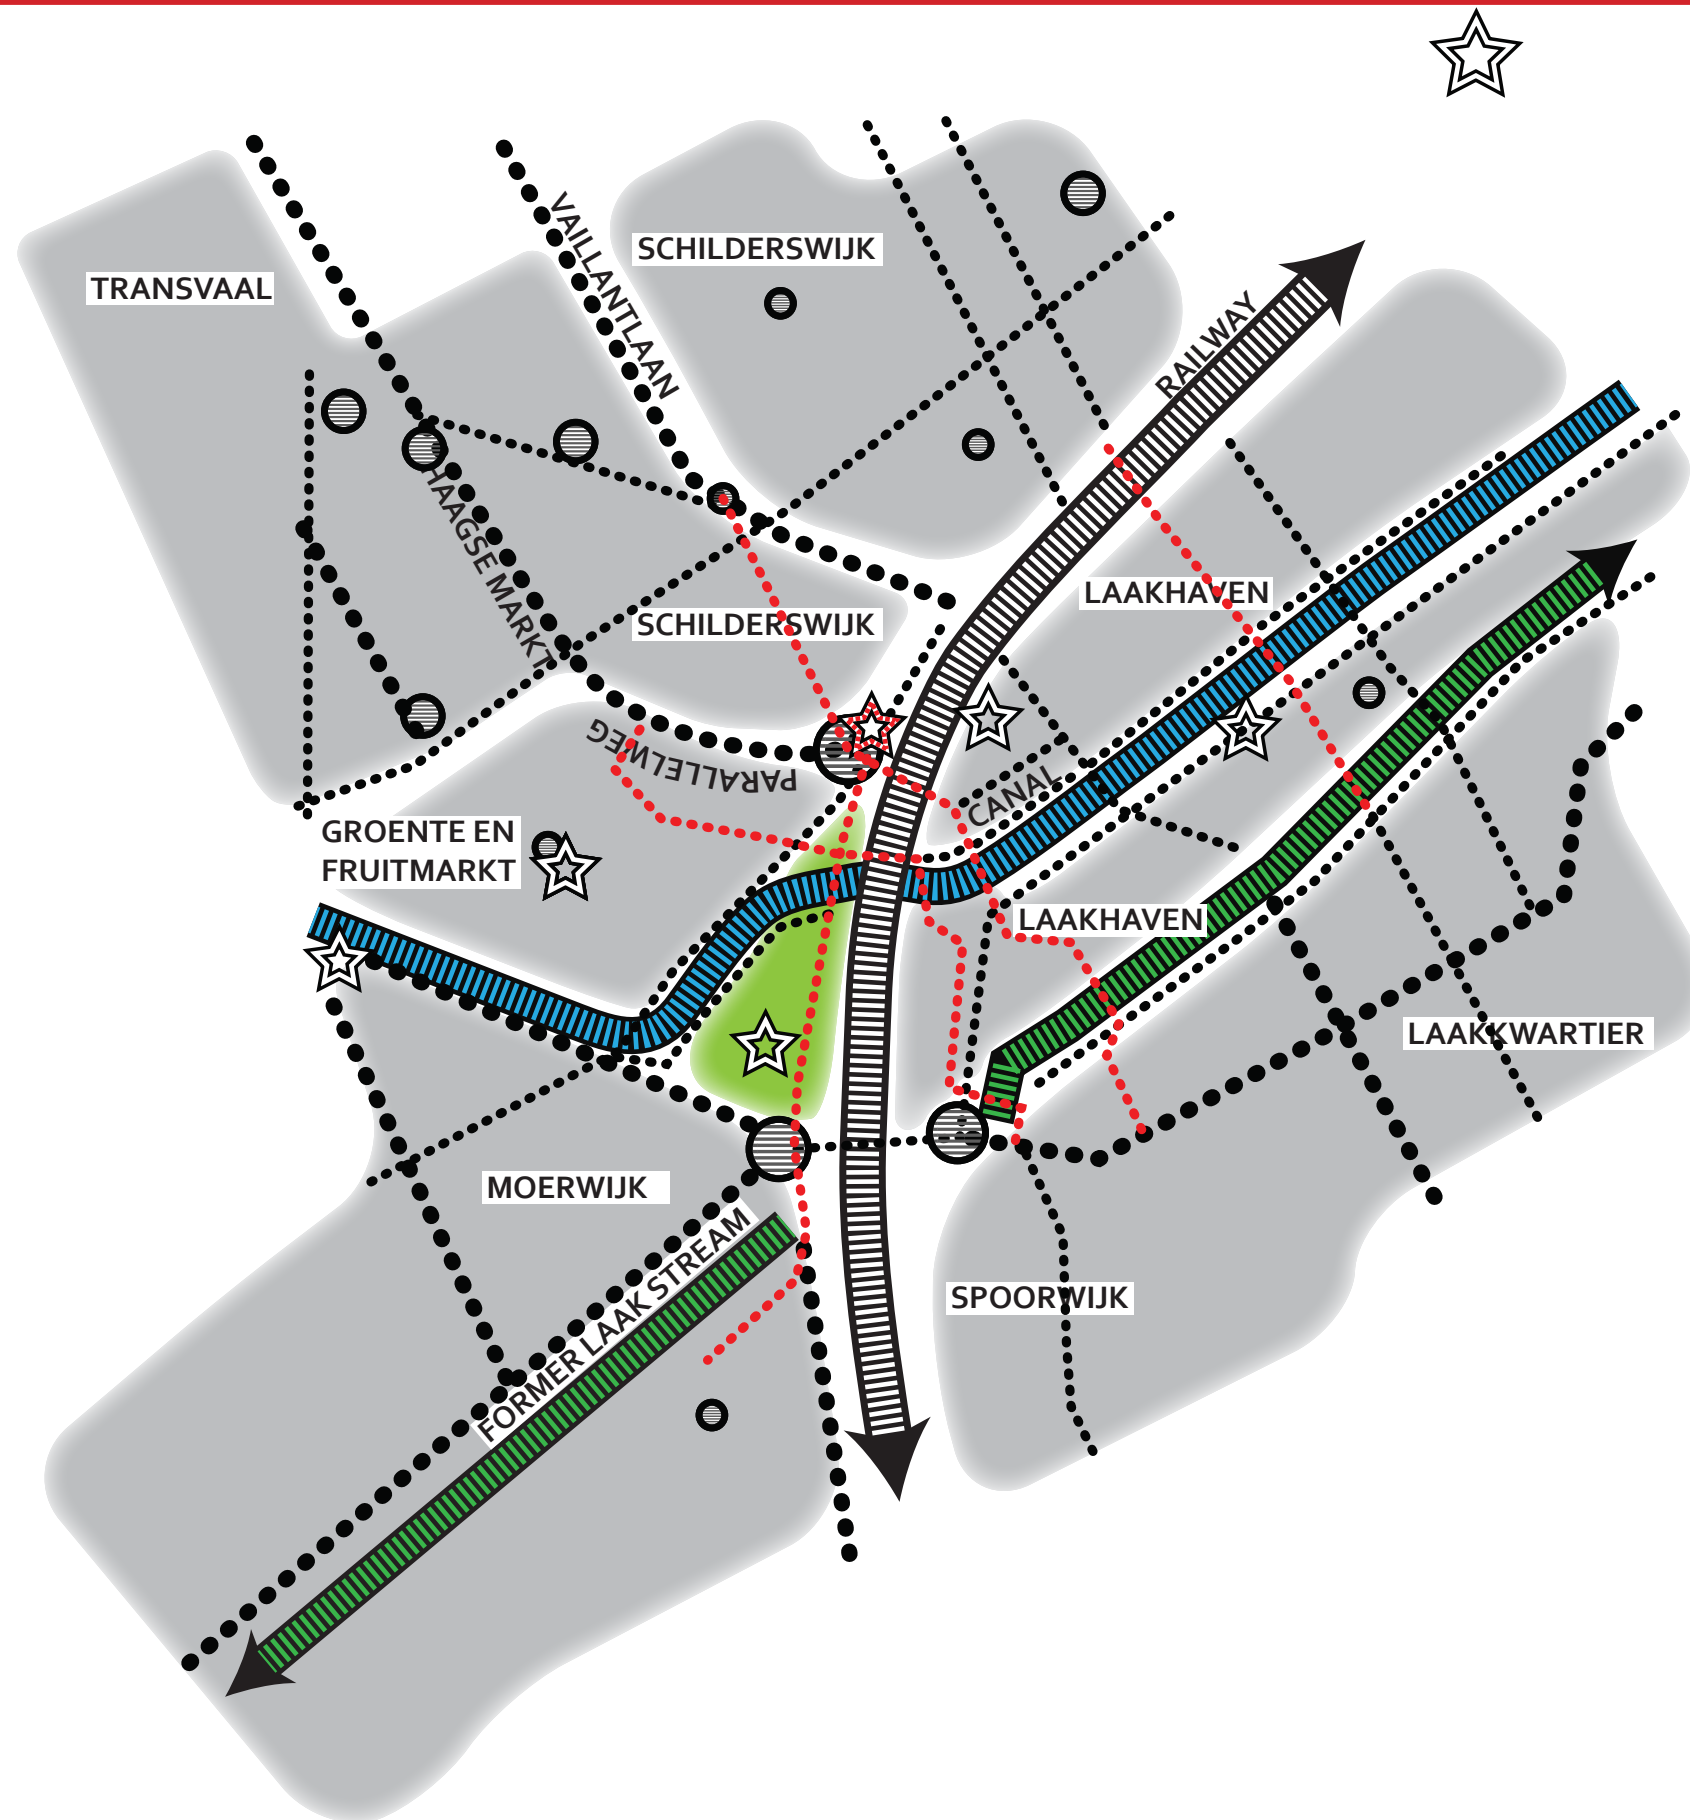 VAILLANTLAAN
SCHILDERSWIJK
TRANSVAAL
RAILWAY
HAAGSE MARKT
LAAKHAVEN
SCHILDERSWIJK
PARALLELWEG
CANAL
GROENTE EN
FRUITMARKT
LAAKHAVEN
LAAKKWARTIER
MOERWIJK
FORMER LAAK STREAM
SPOORWIJK